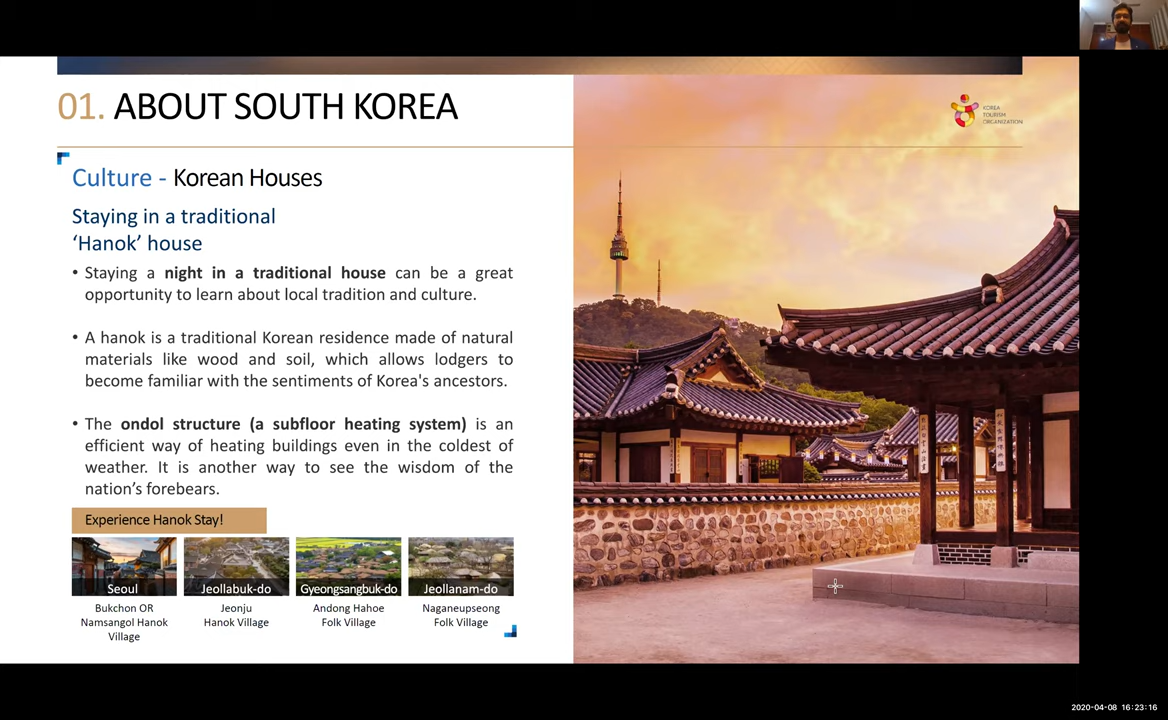 01. ABOUT SOUTH KOREA
KOREA
TOURISM
ORGANIZATION
Culture - Korean Houses
Staying in a traditional
‘Hanok’ house
• Staying a night in a traditional house can be a great
opportunity to learn about local tradition and culture.
• A hanok is a traditional Korean residence made of natural
materials like wood and soil, which allows lodgers to
become familiar with the sentiments of Korea's ancestors.
• The ondol structure (a subfloor heating system) is an
efficient way of heating buildings even in the coldest of
weather. It is another way to see the wisdom of the
nation’s forebears.
Experience Hanok Stay!
Seoul
Bukchon OR
Namsangol Hanok
Village
Jeollabuk-do
Jeonju
Hanok Village
Gyeongsangbuk-do
Andong Hahoe
Folk Village
Jeollanam-do
Naganeupseong
Folk Village
2020-04-08 16:23:16